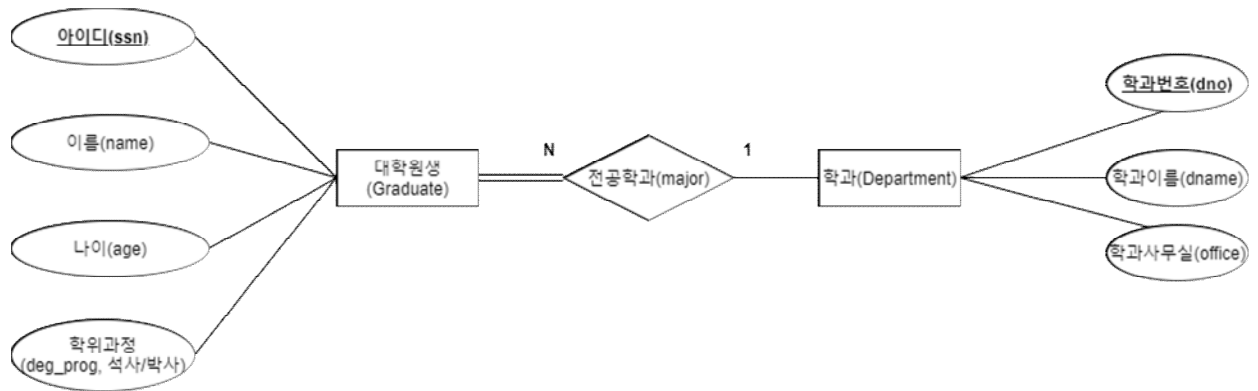 아이디(ssn)
이름(name)
나이(age)
학위과정
(deg_prog, 석사/박사)
대학원생
(Graduate)
N
전공학과(major)
1
학과(Department)
학과번호(dno)
학과이름(dname)
학과사무실(office)